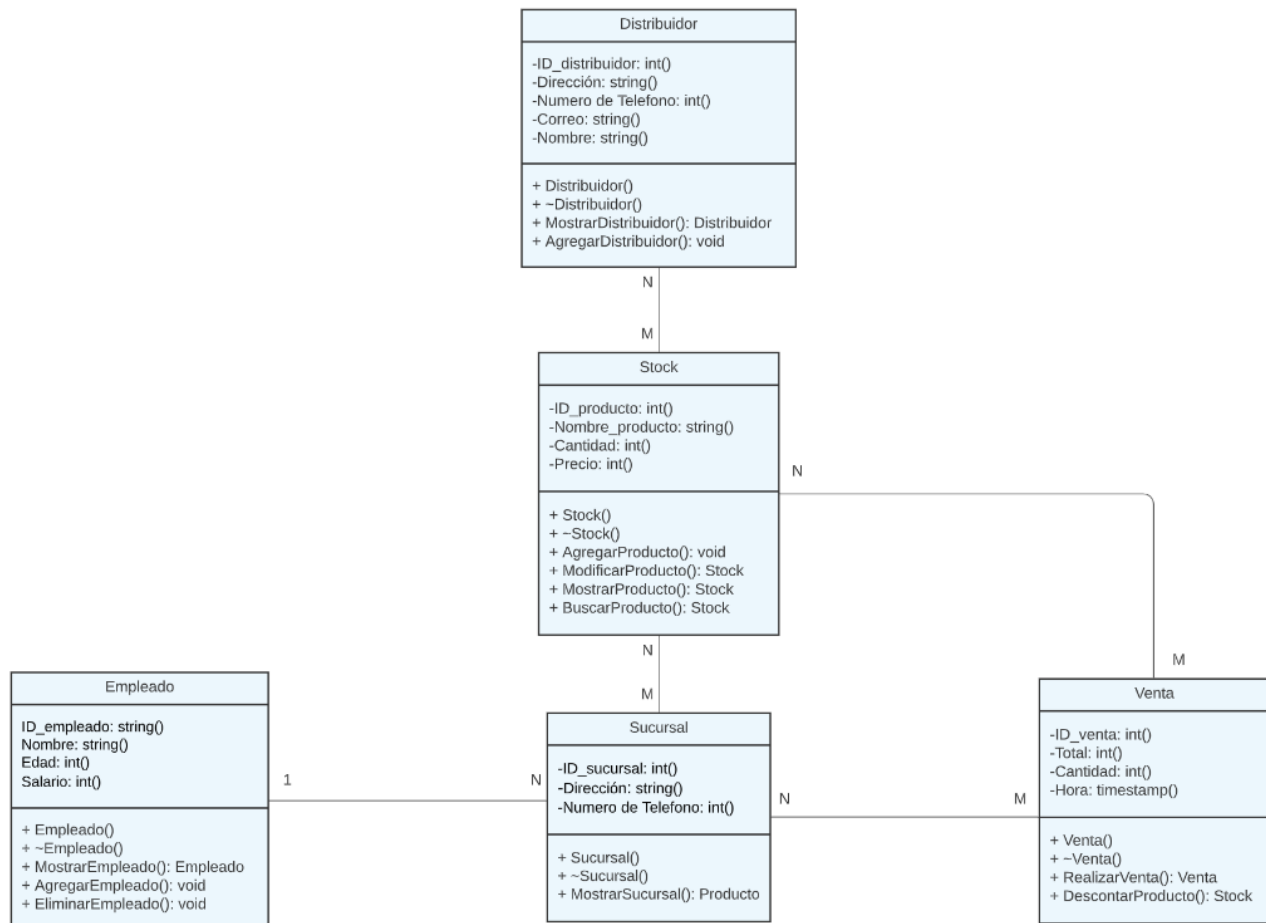 Distribuidor
-ID_distribuidor: int()
-Dirección: string()
-Numero de Telefono: int()
-Correo: string()
-Nombre: string()
+ Distribuidor()
+ ~Distribuidor()
+ MostrarDistribuidor(): Distribuidor
+ AgregarDistribuidor(): void
N
M
Stock
-ID_producto: int()
-Nombre_producto: string()
-Cantidad: int()
-Precio: int()
+ Stock()
+ ~Stock()
+ AgregarProducto(): void
+ ModificarProducto(): Stock
+ MostrarProducto(): Stock
+ BuscarProducto(): Stock
N
M
N
M
Empleado
ID_empleado: string()
Nombre: string()
Edad: int()
Salario: int()
+ Empleado()
+ ~Empleado()
+ MostrarEmpleado(): Empleado
+ AgregarEmpleado(): void
+ EliminarEmpleado(): void
1
N
Sucursal
-ID_sucursal: int()
-Dirección: string()
-Numero de Telefono: int()
+ Sucursal()
+ ~Sucursal()
+ MostrarSucursal(): Producto
N
M
Venta
-ID_venta: int()
-Total: int()
-Cantidad: int()
-Hora: timestamp()
+ Venta()
+ ~Venta()
+ RealizarVenta(): Venta
+ DescontarProducto(): Stock